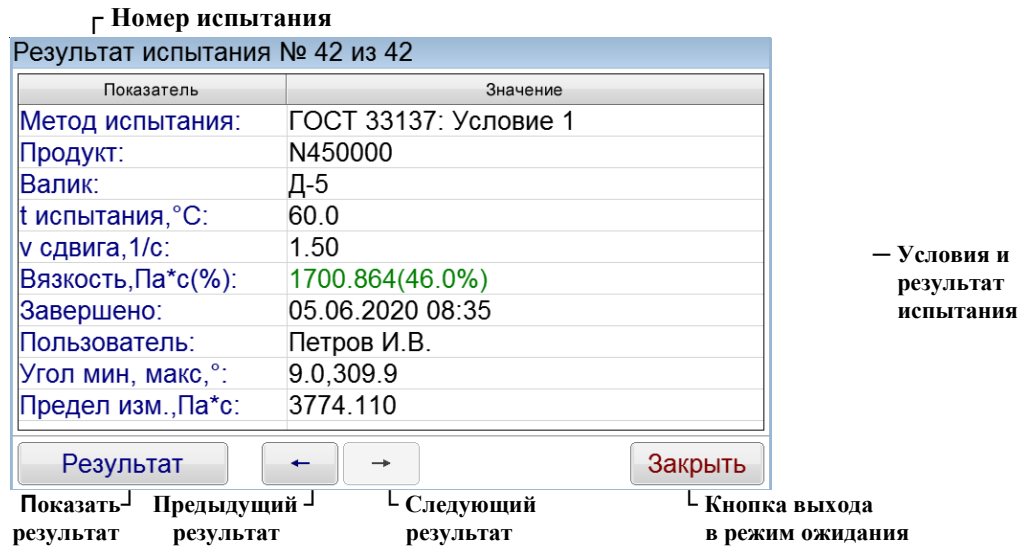 Номер испытания
Результат испытания № 42 из 42
Показатель Значение
Метод испытания: ГОСТ 33137: Условие 1
Продукт: N450000
Валик: Д-5
t испытания,°C: 60.0
v сдвига,1/с: 1.50
Вязкость,Па*с(%): 1700.864(46.0%)
Завершено: 05.06.2020 08:35
Пользователь: Петров И.В.
Угол мин, макс,°: 9.0,309.9
Предел изм.,Па*с: 3774.110
Условия и
результат
испытания
Результат ← → Закрыть
Показать Предыдущий Следующий Кнопка выхода
результат результат результат в режим ожидания